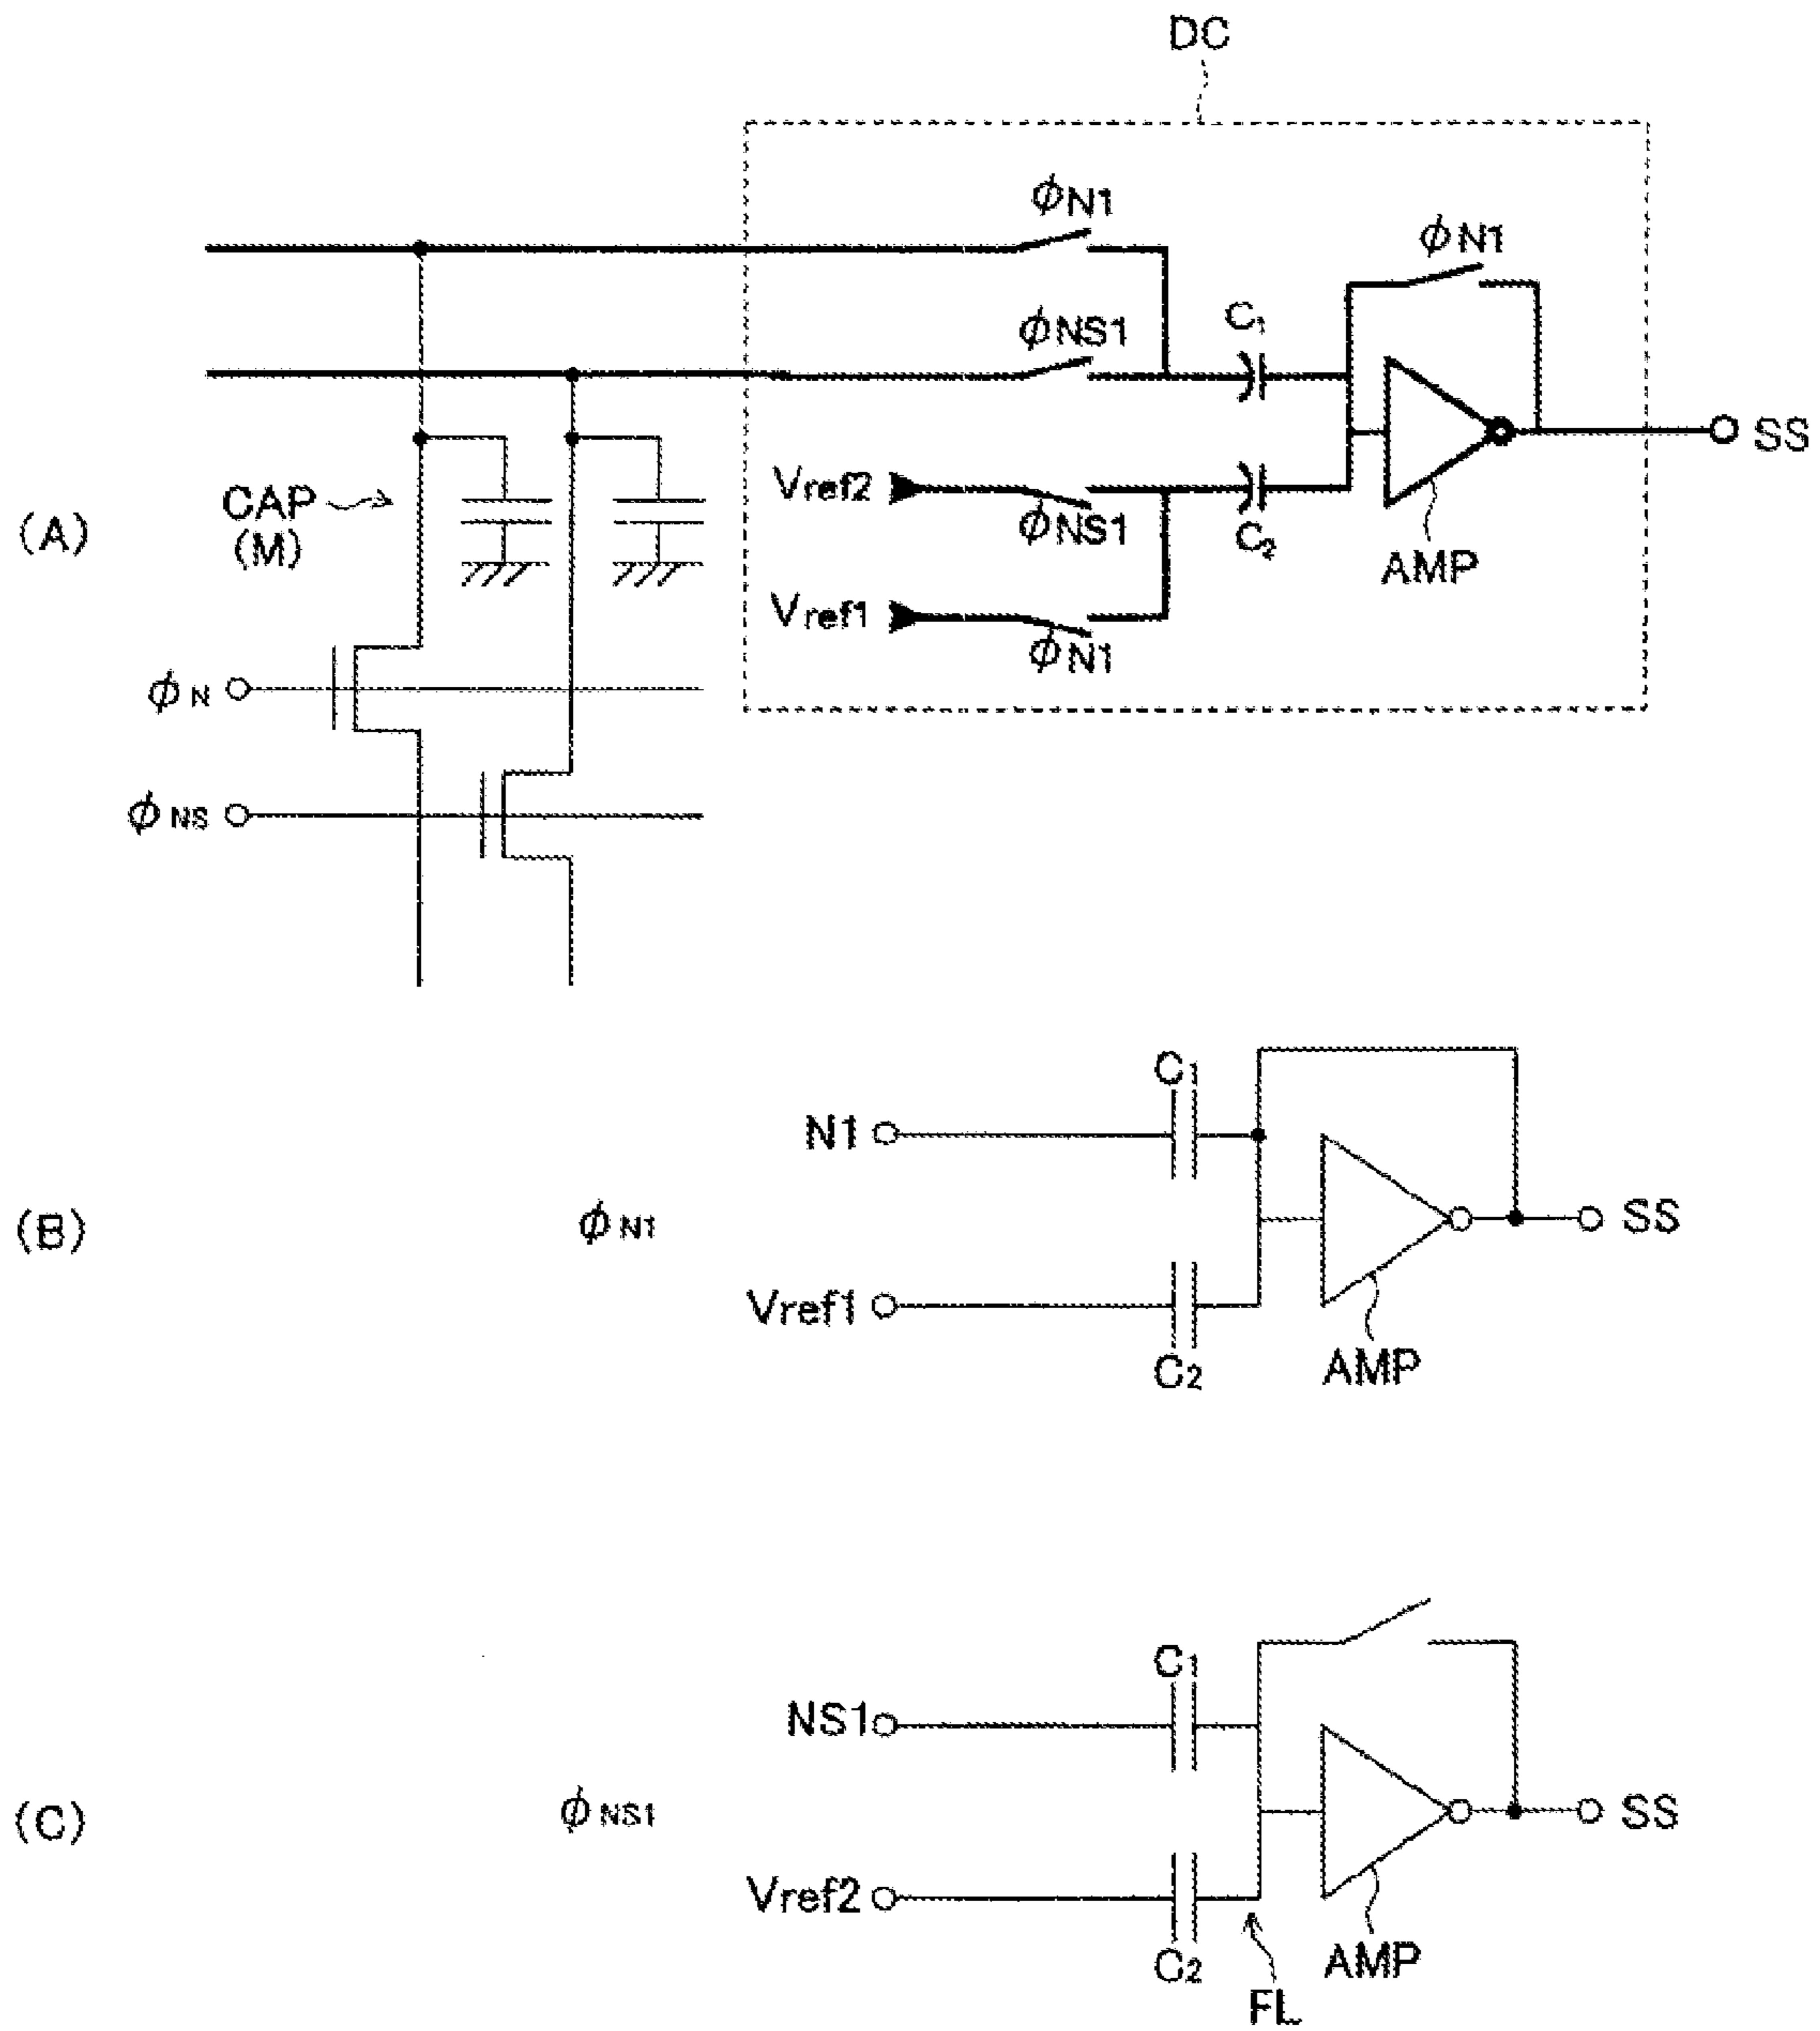 DC
ϕN1
ϕN1
ϕNS1
C1
Vref2
ϕNS1
C2
SS
CAP
(M)
(A)
AMP
Vref1
ϕN1
ϕN
ϕNS
C1
N1
(B)
ϕN1
SS
Vref1
C2
AMP
C1
NS1
(C)
ϕNS1
SS
Vref2
C2
AMP
FL